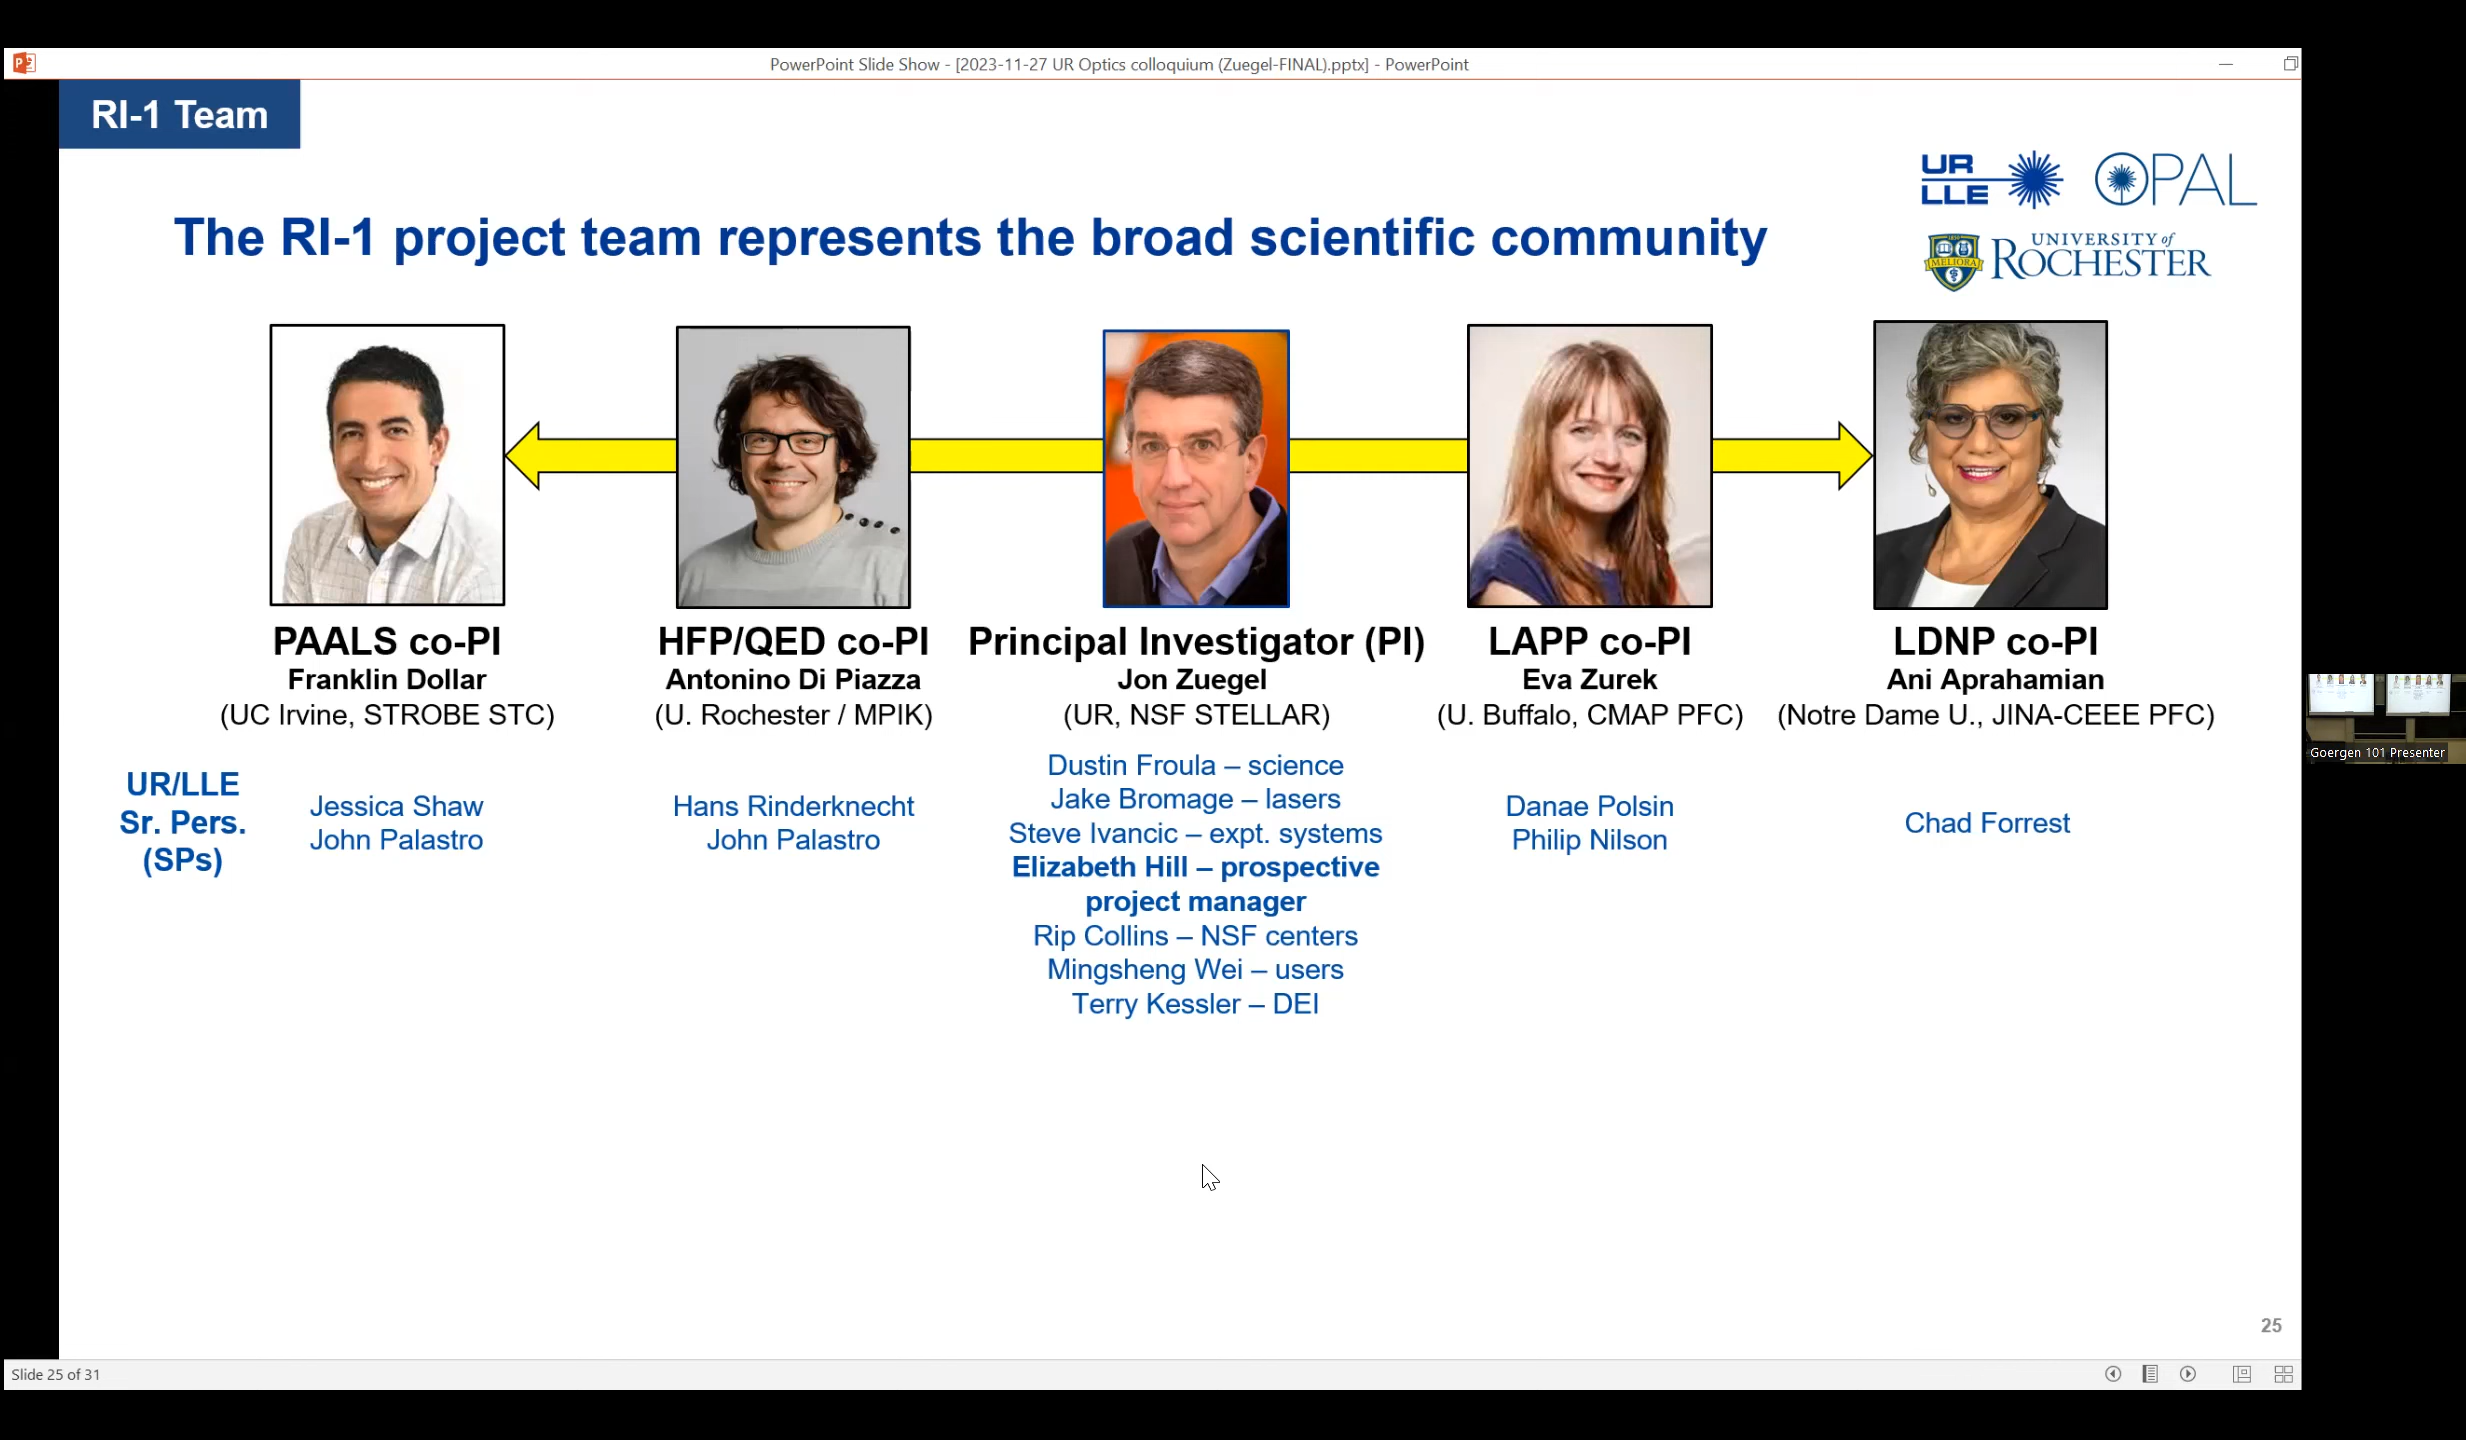 PowerPoint Slide Show - [2023-11-27 UR Optics colloquium (Zuegel-FINAL).pptx] - PowerPoint
RI-1 Team
UR
LLE
OPAL
The RI-1 project team represents the broad scientific community
UNIVERSITY of
ROCHESTER
MELIORA
PAALS co-PI
Franklin Dollar
(UC Irvine, STROBE STC)
HFP/QED co-PI
Antonino Di Piazza
(U. Rochester / MPIK)
Principal Investigator (PI)
Jon Zuegel
(UR, NSF STELLAR)
LAPP co-PI
Eva Zurek
(U. Buffalo, CMAP PFC)
LDNP co-PI
Ani Aprahamian
(Notre Dame U., JINA-CEEE PFC)
UR/LLE
Sr. Pers.
(SPs)
Jessica Shaw
John Palastro
Hans Rinderknecht
John Palastro
Dustin Froula – science
Jake Bromage – lasers
Steve Ivancic – expt. systems
Elizabeth Hill – prospective
project manager
Rip Collins – NSF centers
Mingsheng Wei – users
Terry Kessler – DEI
Danae Polsin
Philip Nilson
Chad Forrest
Goergen 101 Presenter
25
Slide 25 of 31